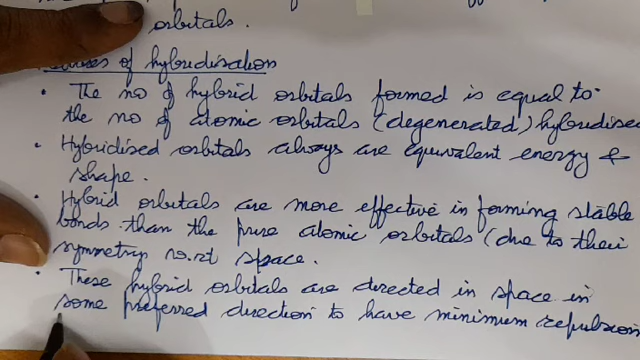 orbitals.
of hybridisation
• The no of hybrid orbitals formed is equal to
the no of atomic orbitals (degenerated) hybridised
• Hybridised orbitals always are equivalent energy &
shape.
• Hybrid orbitals are more effective in forming stable
bonds than the pure atomic orbitals (due to their
symmetry w.r.t space.
• These hybrid orbitals are directed in space in
some preferred direction to have minimum repulsion